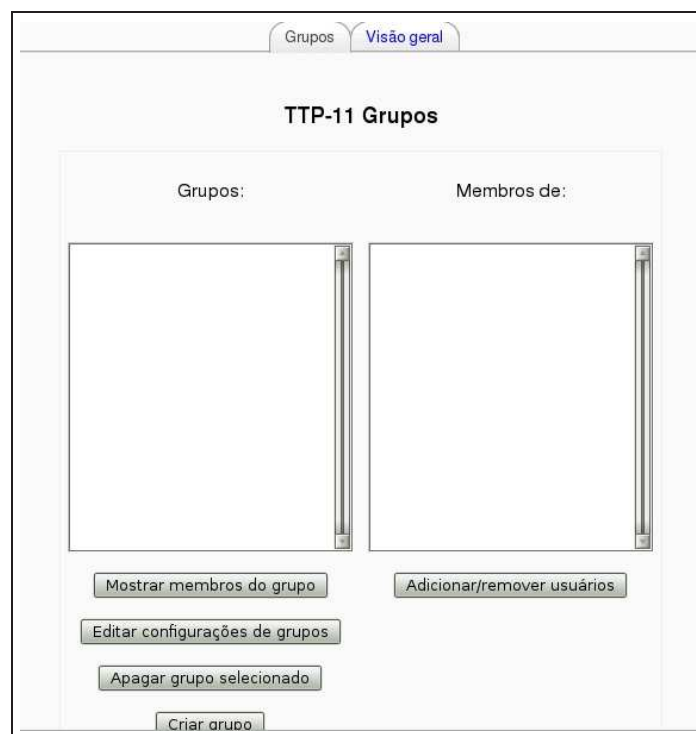 Grupos Visão geral
TTP-11 Grupos
Grupos: Membros de:
Mostrar membros do grupo Adicionar/remover usuários
Editar configurações de grupos
Apagar grupo selecionado
Criar grupo